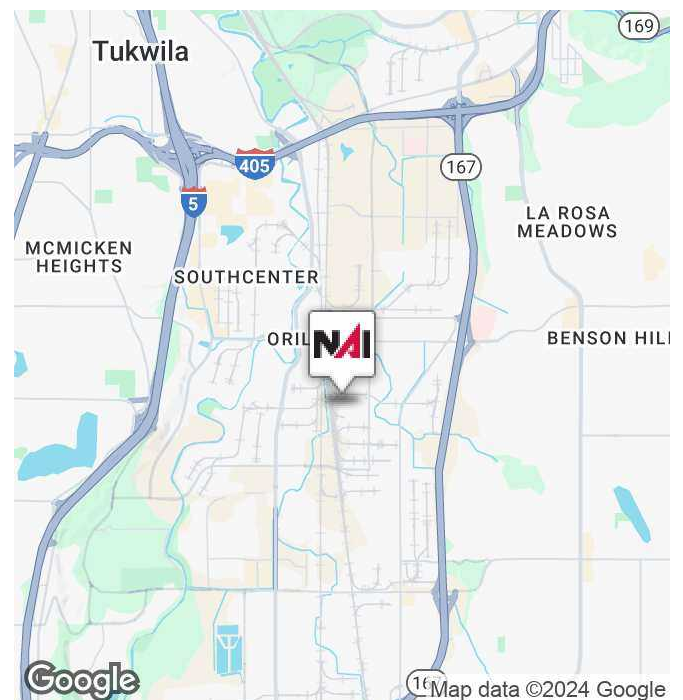 169
Tukwila
405
167
5
LA ROSA
MEADOWS
MCMICKEN
HEIGHTS
SOUTHCENTER
ORIL
NAI
BENSON HIL
167
Google
Map data ©2024 Google